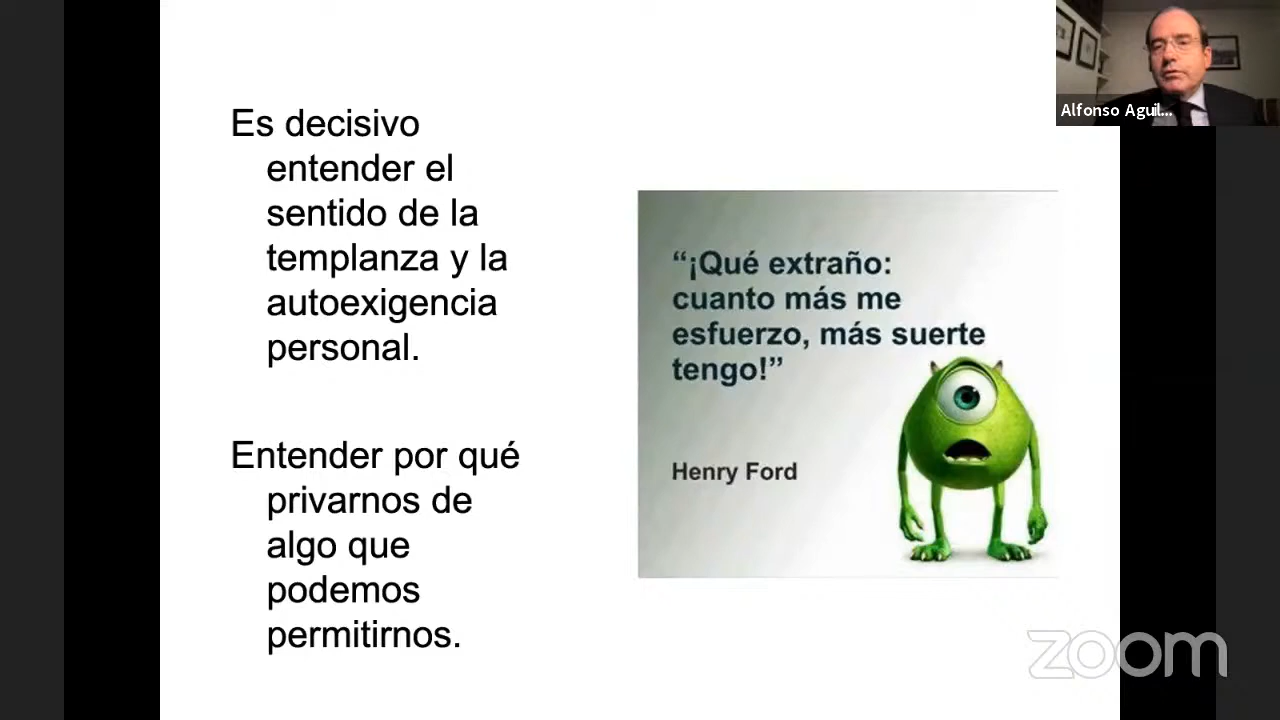 Es decisivo
entender el
sentido de la
templanza y la
autoexigencia
personal.
Entender por qué
privarnos de
algo que
podemos
permitirnos.
“¡Qué extraño:
cuanto más me
esfuerzo, más suerte
tengo!”
Henry Ford
Alfonso Aguil...
zoom